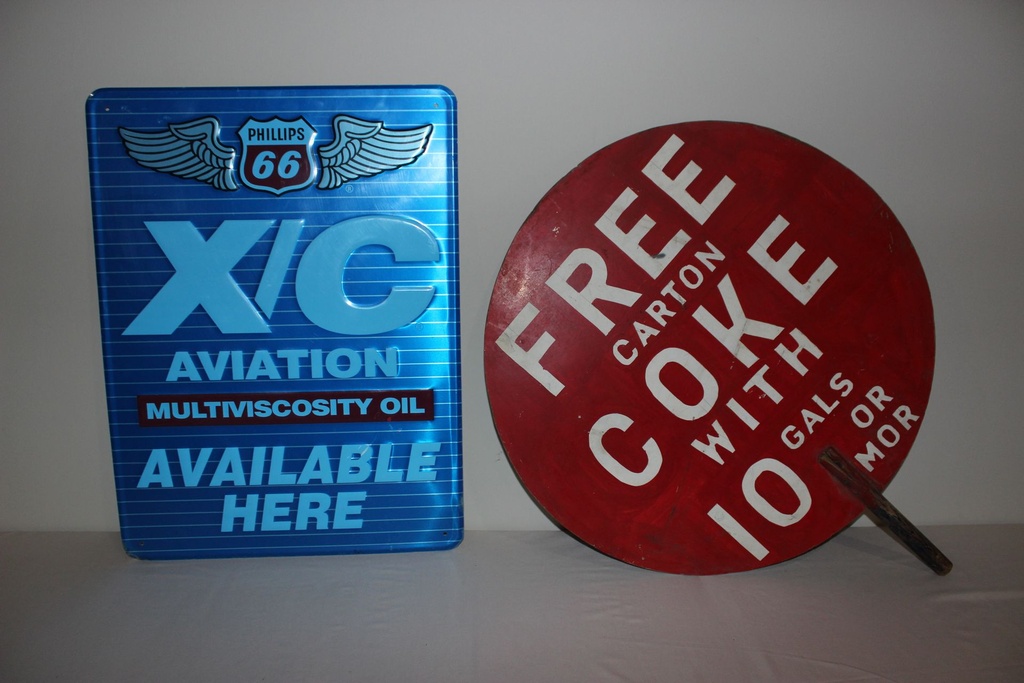 PHILLIPS
66
®
X/C
AVIATION
MULTIVISCOSITY OIL
AVAILABLE
HERE
FREE
CARTON
COKE
WITH
10 GALS OR
MOR